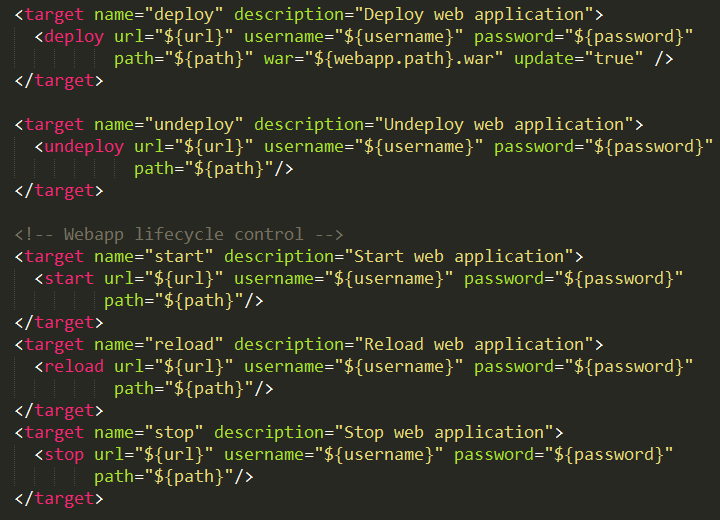 <target name="deploy" description="Deploy web application">
<deploy url="${url}" username="${username}" password="${password}"
path="${path}" war="${webapp.path}.war" update="true" />
</target>
<target name="undeploy" description="Undeploy web application">
<undeploy url="${url}" username="${username}" password="${password}"
path="${path}"/>
</target>
<!-- Webapp lifecycle control -->
<target name="start" description="Start web application">
<start url="${url}" username="${username}" password="${password}"
path="${path}"/>
</target>
<target name="reload" description="Reload web application">
<reload url="${url}" username="${username}" password="${password}"
path="${path}"/>
</target>
<target name="stop" description="Stop web application">
<stop url="${url}" username="${username}" password="${password}"
path="${path}"/>
</target>